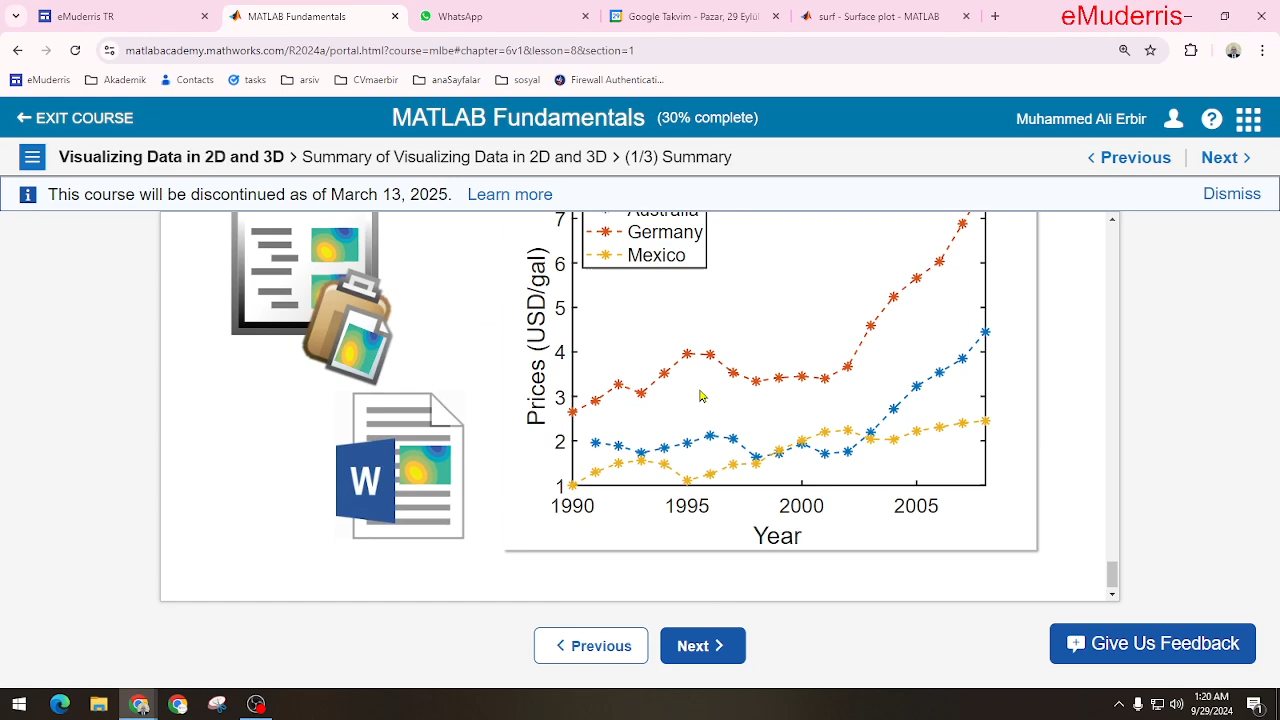 eMuderris TR
MATLAB Fundamentals
WhatsApp
Google Takvim - Pazar, 29 Eylül
surf - Surface plot - MATLAB
eMuderris
matlabacademy.mathworks.com/R2024a/portal.html?course=mlbe#chapter=6v1&lesson=8&section=1
eMuderris
Akademik
Contacts
tasks
arsiv
CVmaerbir
anaSayfalar
sosyal
Firewall Authenticati...
EXIT COURSE
MATLAB Fundamentals (30% complete)
Muhammed Ali Erbir
Visualizing Data in 2D and 3D > Summary of Visualizing Data in 2D and 3D > (1/3) Summary
< Previous
Next >
This course will be discontinued as of March 13, 2025. Learn more
Dismiss
Australia
Germany
Mexico
7
6
5
4
3
2
1
Prices (USD/gal)
1990 1995 2000 2005
Year
W
< Previous
Next >
Give Us Feedback
1:20 AM
9/29/2024